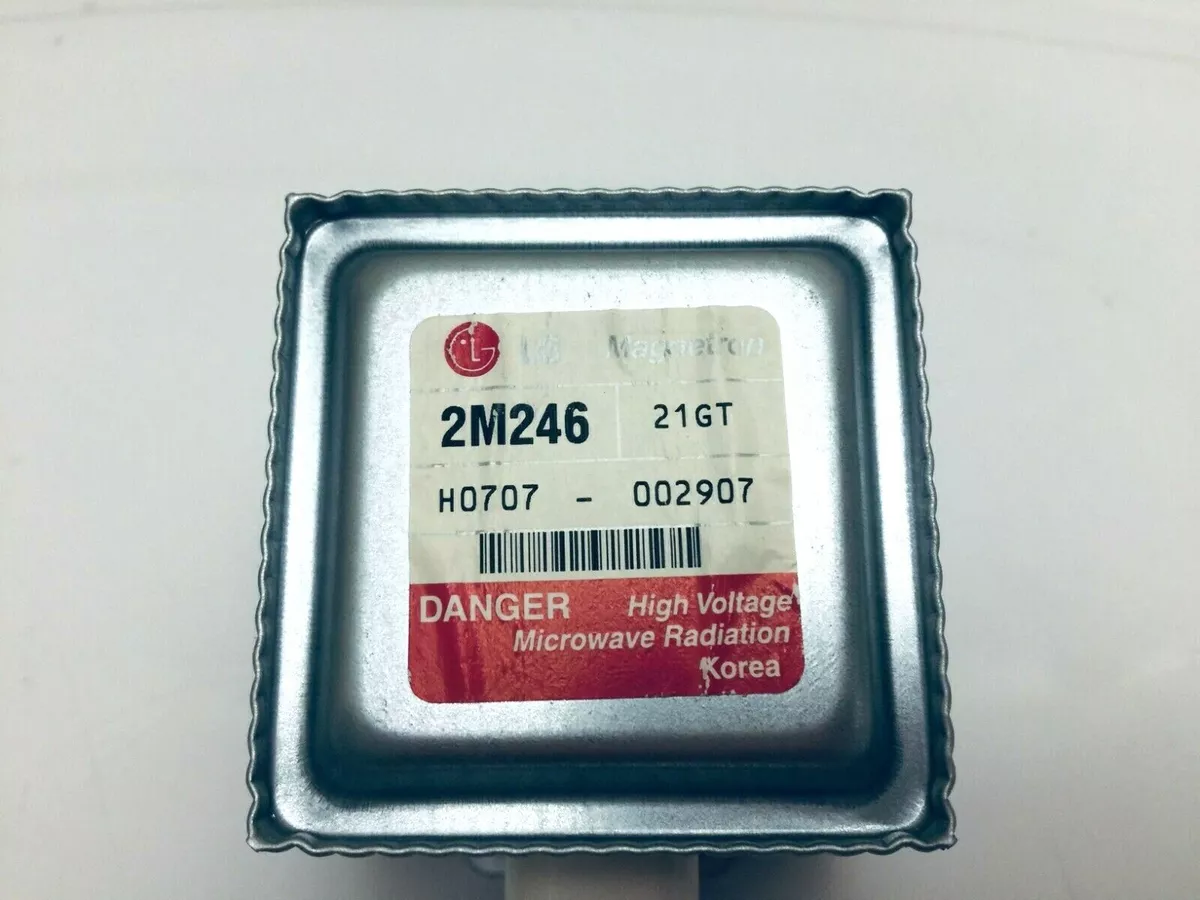 LG Magnetron
2M246 21GT
H0707 - 002907
DANGER High Voltage
Microwave Radiation
Korea